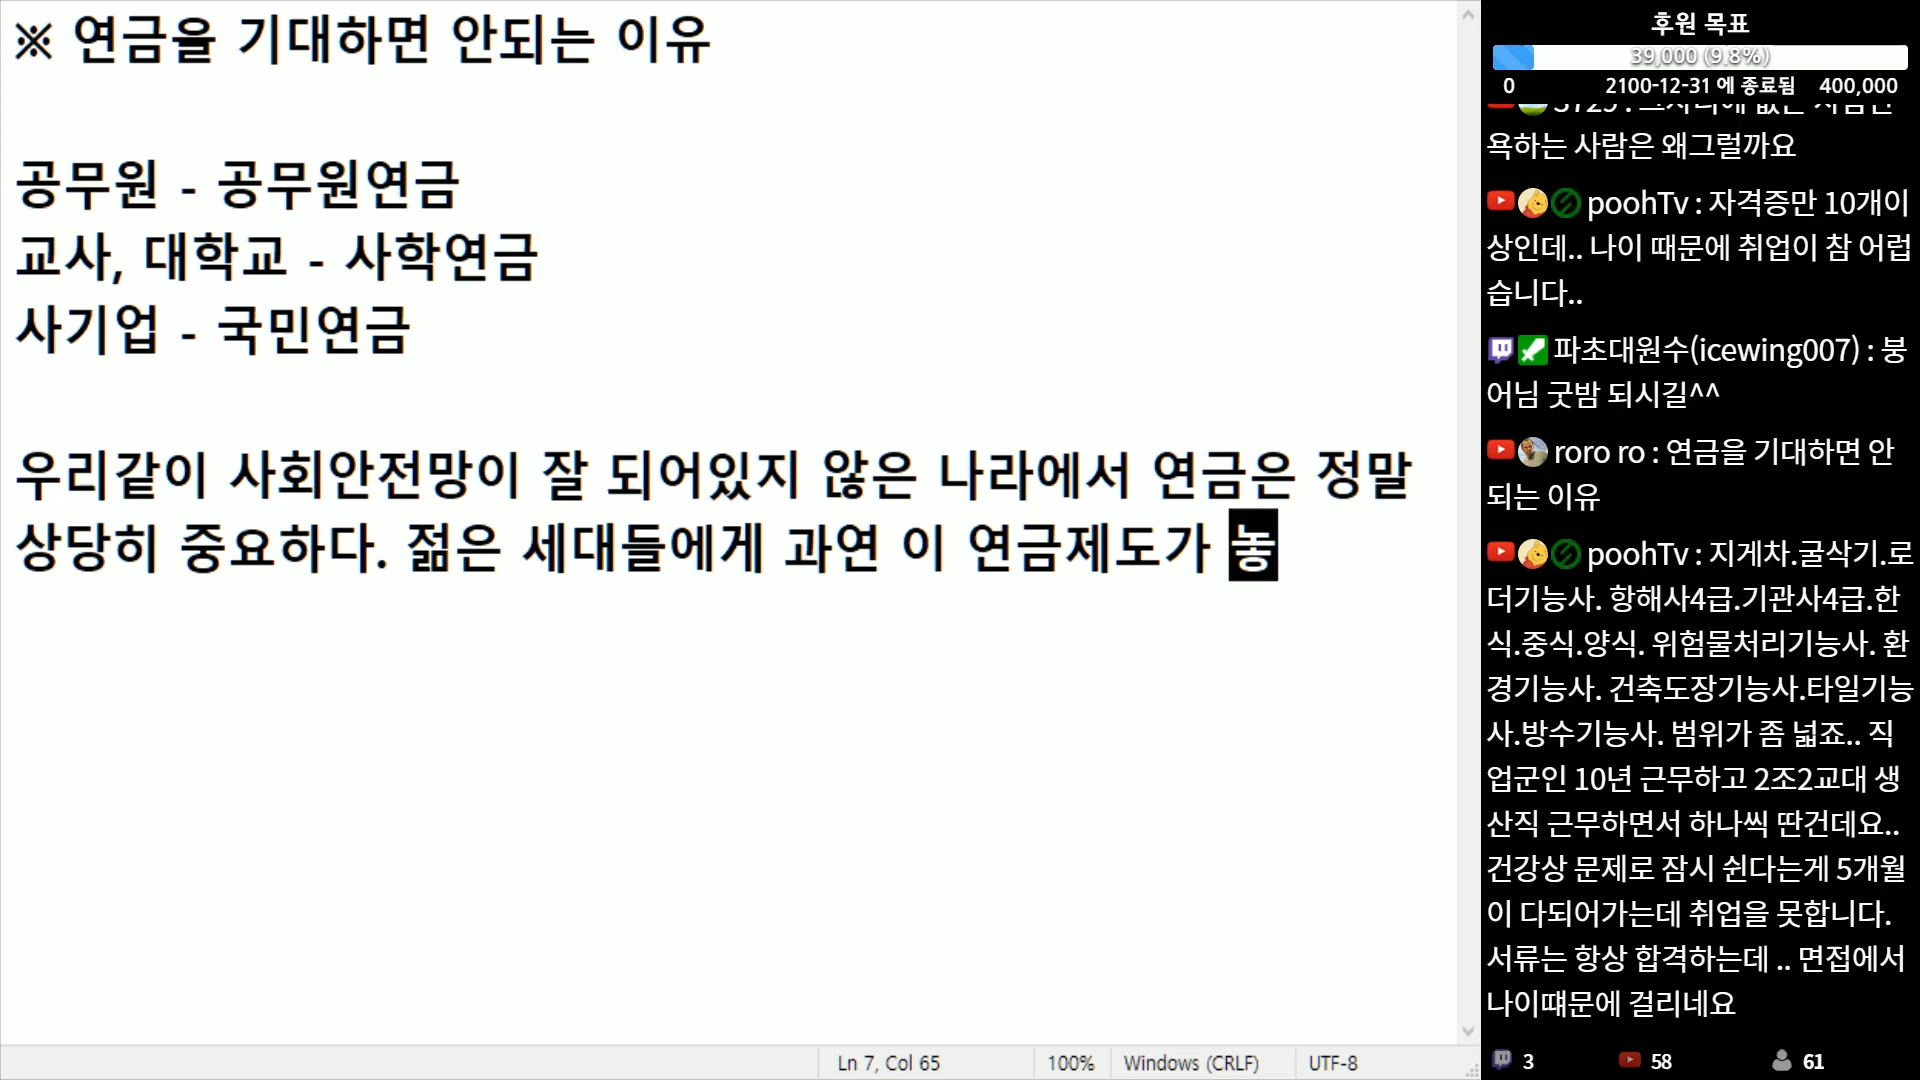 ※ 연금을 기대하면 안되는 이유
공무원 - 공무원연금
교사, 대학교 - 사학연금
사기업 - 국민연금
우리같이 사회안전망이 잘 되어있지 않은 나라에서 연금은 정말
상당히 중요하다. 젊은 세대들에게 과연 이 연금제도가 놓
Ln 7, Col 65
100%
Windows (CRLF)
UTF-8
후원 목표
39,000 (9.8%)
0 2100-12-31 에 종료됨 400,000
욕하는 사람은 왜그럴까요
poohTv : 자격증만 10개이
상인데.. 나이 때문에 취업이 참 어렵
습니다..
파초대원수(icewing007) : 붕
어님 굿밤 되시길^^
roro ro : 연금을 기대하면 안
되는 이유
poohTv : 지게차.굴삭기.로
더기능사. 항해사4급.기관사4급.한
식.중식.양식. 위험물처리기능사. 환
경기능사. 건축도장기능사.타일기능
사.방수기능사. 범위가 좀 넓죠.. 직
업군인 10년 근무하고 2조2교대 생
산직 근무하면서 하나씩 딴건데요..
건강상 문제로 잠시 쉰다는게 5개월
이 다되어가는데 취업을 못합니다.
서류는 항상 합격하는데 .. 면접에서
나이떄문에 걸리네요
3
58
61